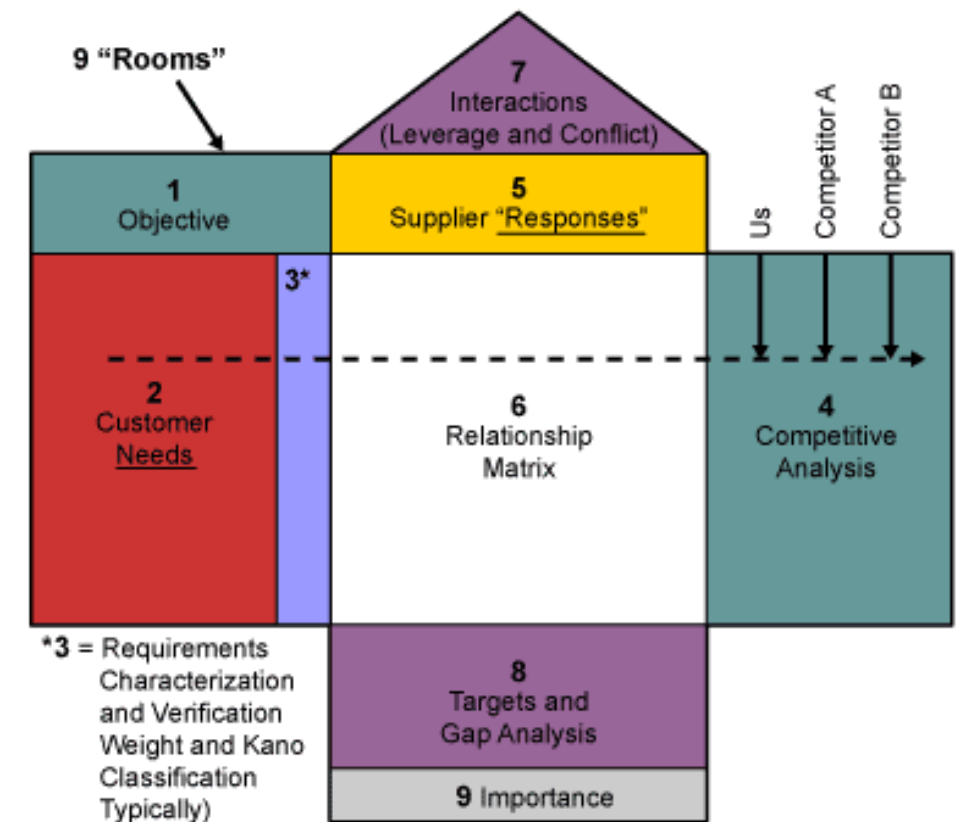 9 “Rooms”
7
Interactions
(Leverage and Conflict)
Us
Competitor A
Competitor B
1
Objective
5
Supplier “Responses”
3*
2
Customer
Needs
6
Relationship
Matrix
4
Competitive
Analysis
*3 = Requirements
Characterization
and Verification
Weight and Kano
Classification
Typically)
8
Targets and
Gap Analysis
9 Importance